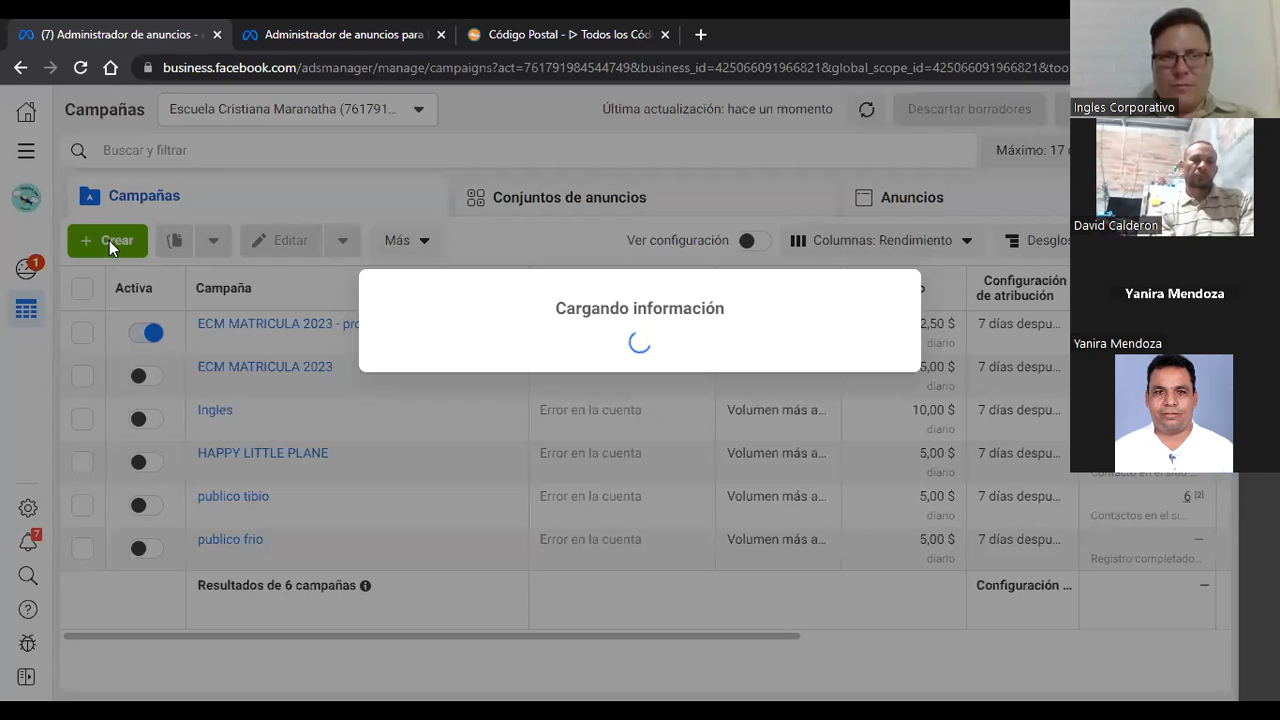 (7) Administrador de anuncios -
Administrador de anuncios para
Código Postal - ▷ Todos los Cód
business.facebook.com/adsmanager/manage/campaigns?act=761791984544749&business_id=425066091966821&global_scope_id=425066091966821&too
Campañas
Escuela Cristiana Maranatha (761791...
Última actualización: hace un momento
Descartar borradores
Buscar y filtrar
Máximo: 17
Campañas
Conjuntos de anuncios
Anuncios
+ Crear
Editar
Más
Ver configuración
Columnas: Rendimiento
Desglos
Activa
Campaña
Configuración
de atribución
ECM MATRICULA 2023 - pro
2,50 $
diario
7 días despu...
ECM MATRICULA 2023
5,00 $
diario
7 días despu...
Ingles
Error en la cuenta
Volumen más a...
10,00 $
diario
7 días despu...
HAPPY LITTLE PLANE
Error en la cuenta
Volumen más a...
5,00 $
diario
7 días despu...
Contacto en el sitio
publico tibio
Error en la cuenta
Volumen más a...
5,00 $
diario
7 días despu...
6 [2]
Contactos en el si...
publico frio
Error en la cuenta
Volumen más a...
5,00 $
diario
7 días despu...
—
Registro completado...
Resultados de 6 campañas
Configuración ...
—
Cargando información
1
7
Ingles Corporativo
David Calderon
Yanira Mendoza
Yanira Mendoza